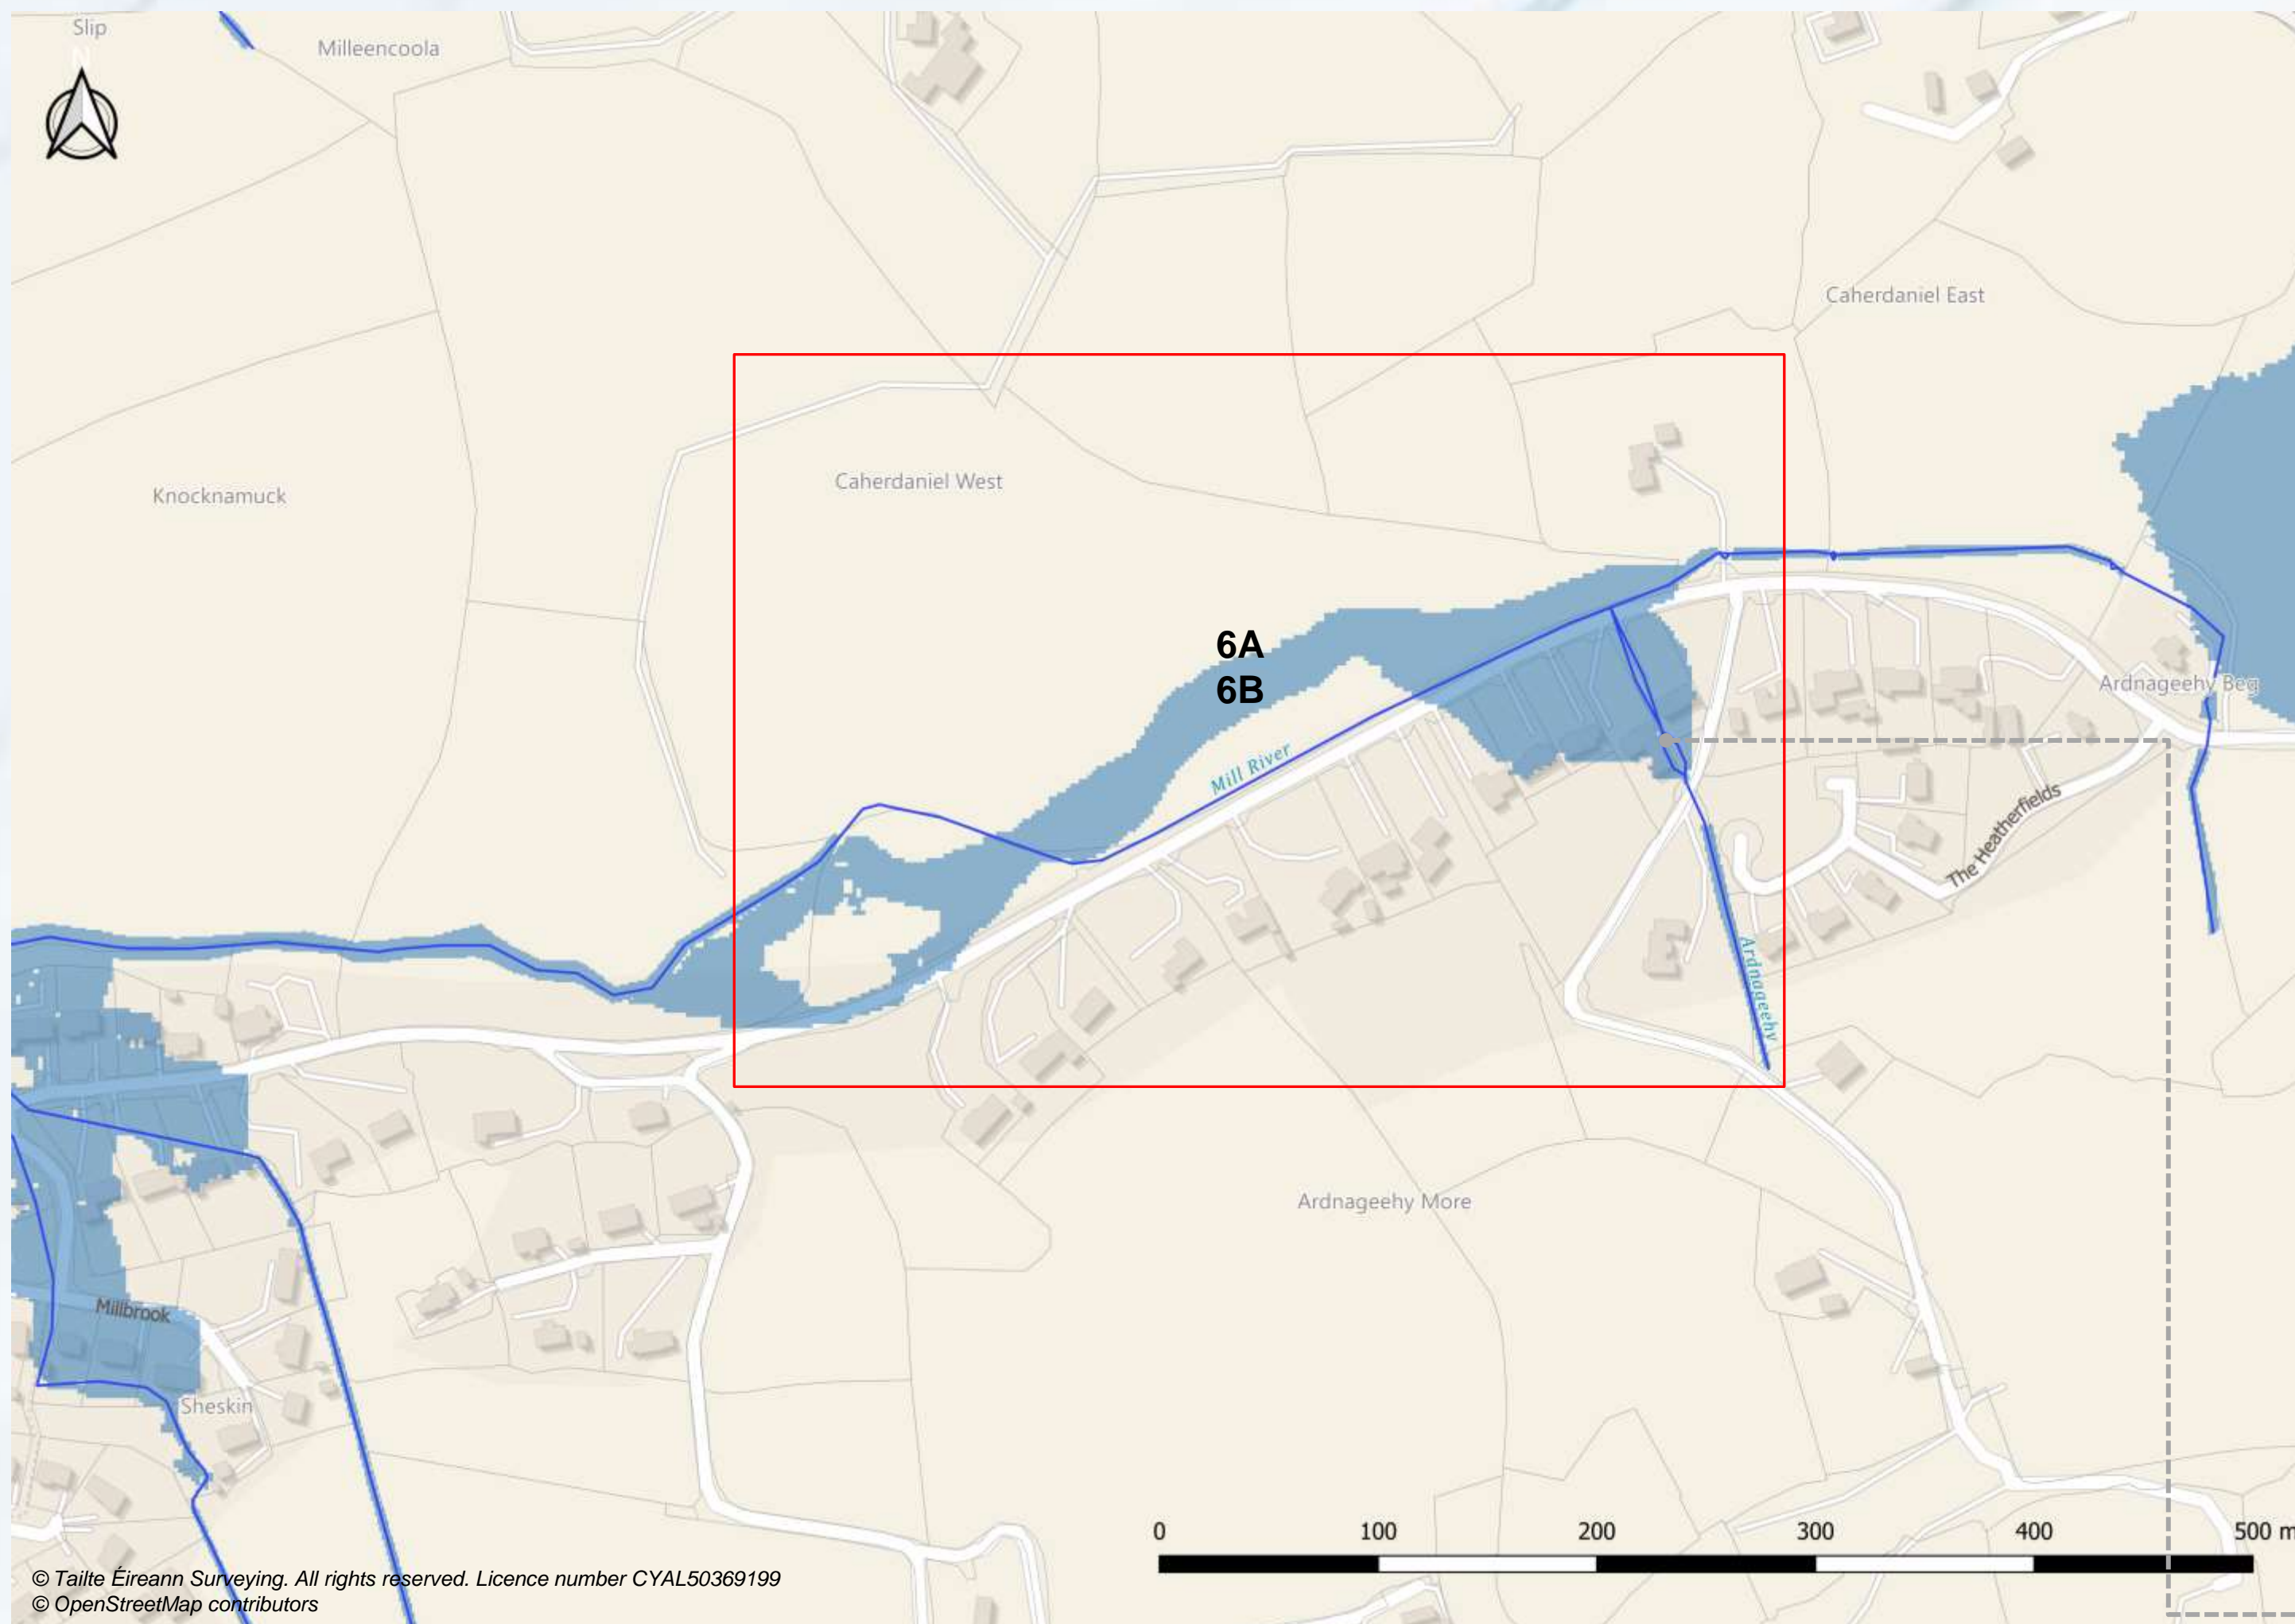 Slip
Milleencoola
N
Caherdaniel East
Caherdaniel West
Knocknamuck
6A
6B
Ardnageehy Beg
Mill River
The Heatherfields
Ardnageehy
Ardnageehy More
Millbrook
Sheskin
0 100 200 300 400 500 m
© Tailte Éireann Surveying. All rights reserved. Licence number CYAL50369199
© OpenStreetMap contributors